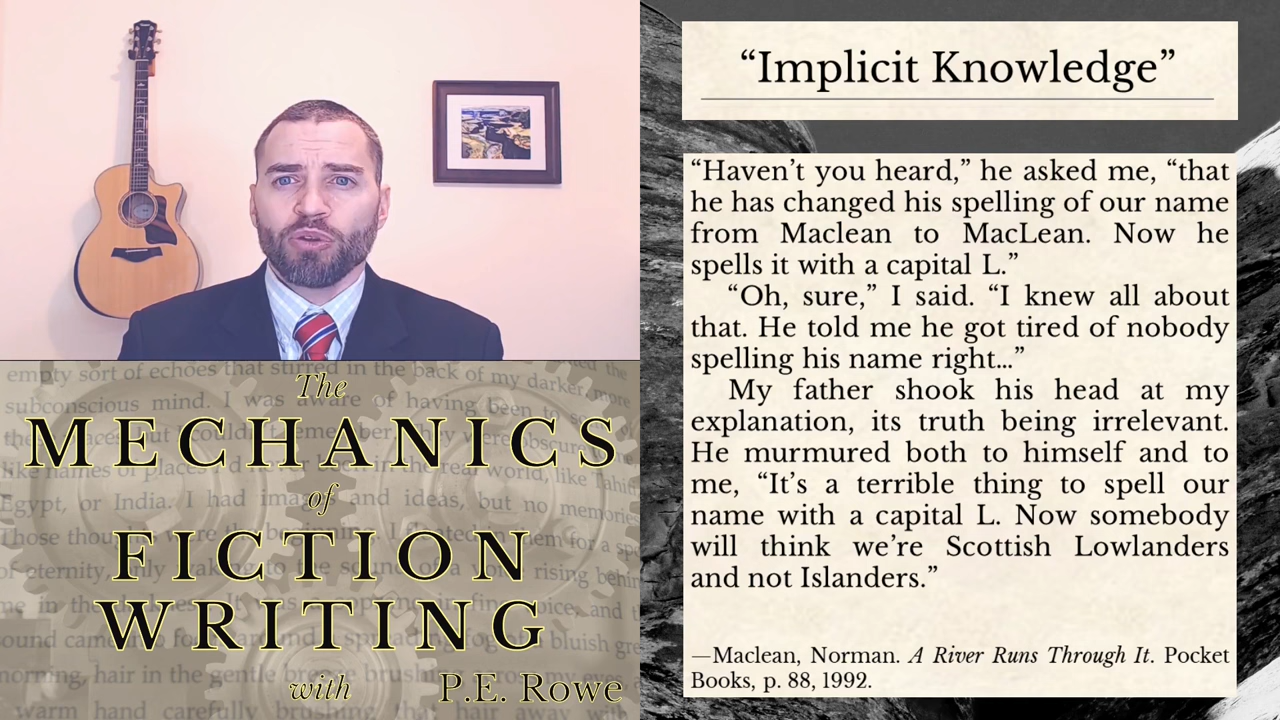 The
MECHANICS
of
FICTION
WRITING
with P.E. Rowe
“Implicit Knowledge”
“Haven’t you heard,” he asked me, “that
he has changed his spelling of our name
from Maclean to MacLean. Now he
spells it with a capital L.”
“Oh, sure,” I said. “I knew all about
that. He told me he got tired of nobody
spelling his name right…”
My father shook his head at my
explanation, its truth being irrelevant.
He murmured both to himself and to
me, “It’s a terrible thing to spell our
name with a capital L. Now somebody
will think we’re Scottish Lowlanders
and not Islanders.”
—Maclean, Norman. A River Runs Through It. Pocket
Books, p. 88, 1992.